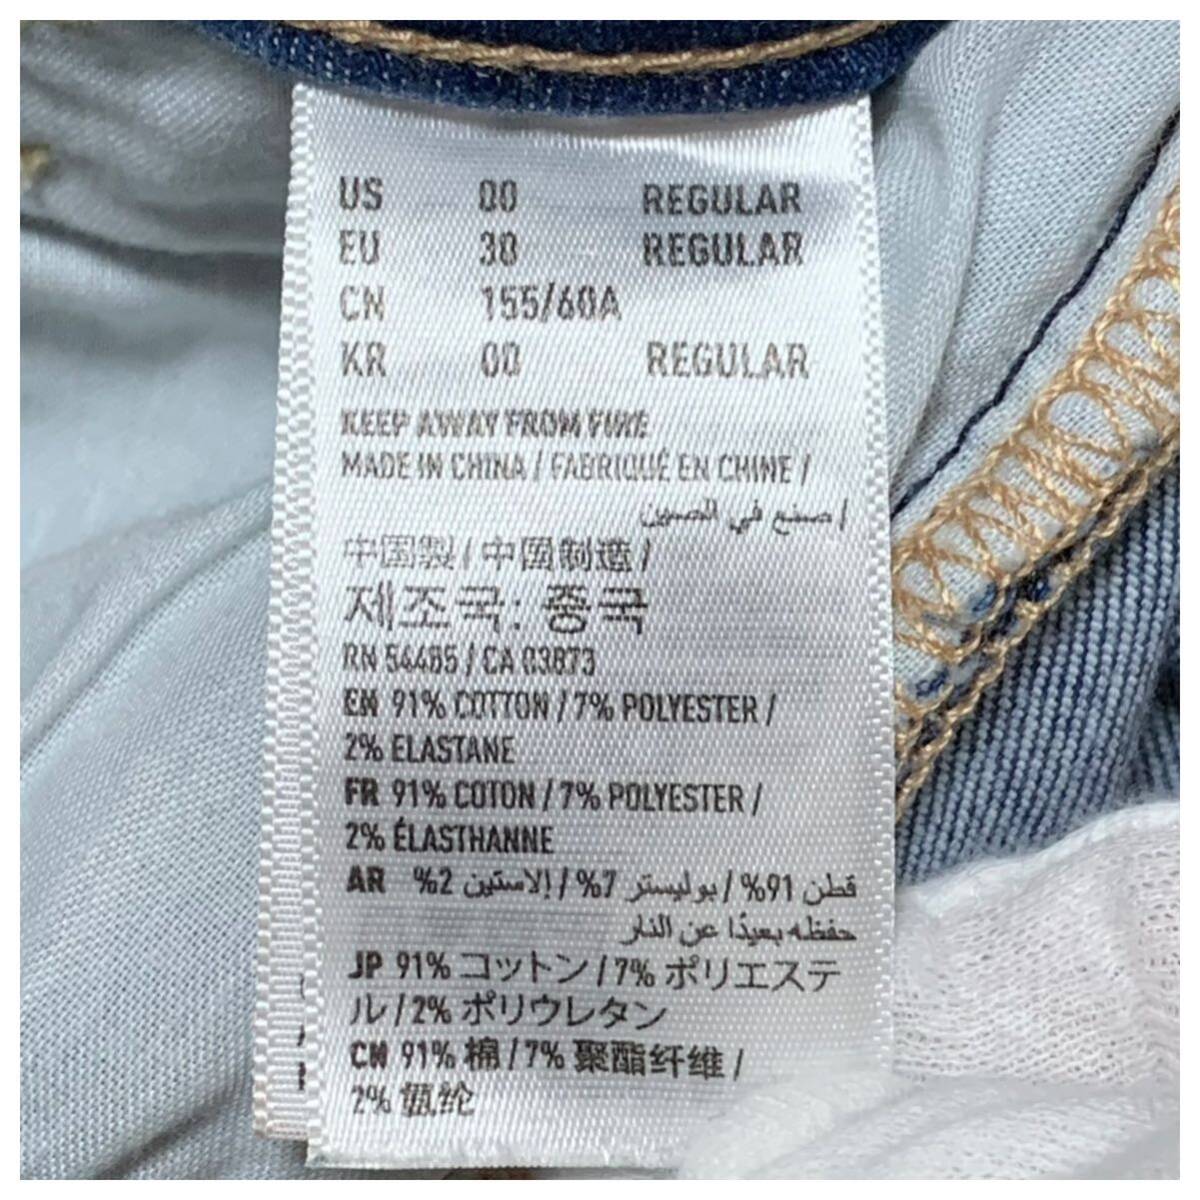 US 00 REGULAR
EU 30 REGULAR
CN 155/60A
KR 00 REGULAR
KEEP AWAY FROM FIRE
MADE IN CHINA / FABRIQUÉ EN CHINE /
/ صنع في الصين
中国製 / 中国制造 /
제조국: 중국
RN 54485 / CA 03873
EN 91% COTTON / 7% POLYESTER /
2% ELASTANE
FR 91% COTON / 7% POLYESTER /
2% ÉLASTHANNE
AR قطن 91% / بوليستر 7% / إلاستين 2%
حفظه بعيدًا عن النار
JP 91% コットン / 7% ポリエステ
ル / 2% ポリウレタン
CN 91% 棉 / 7% 聚酯纤维 /
2% 氨纶